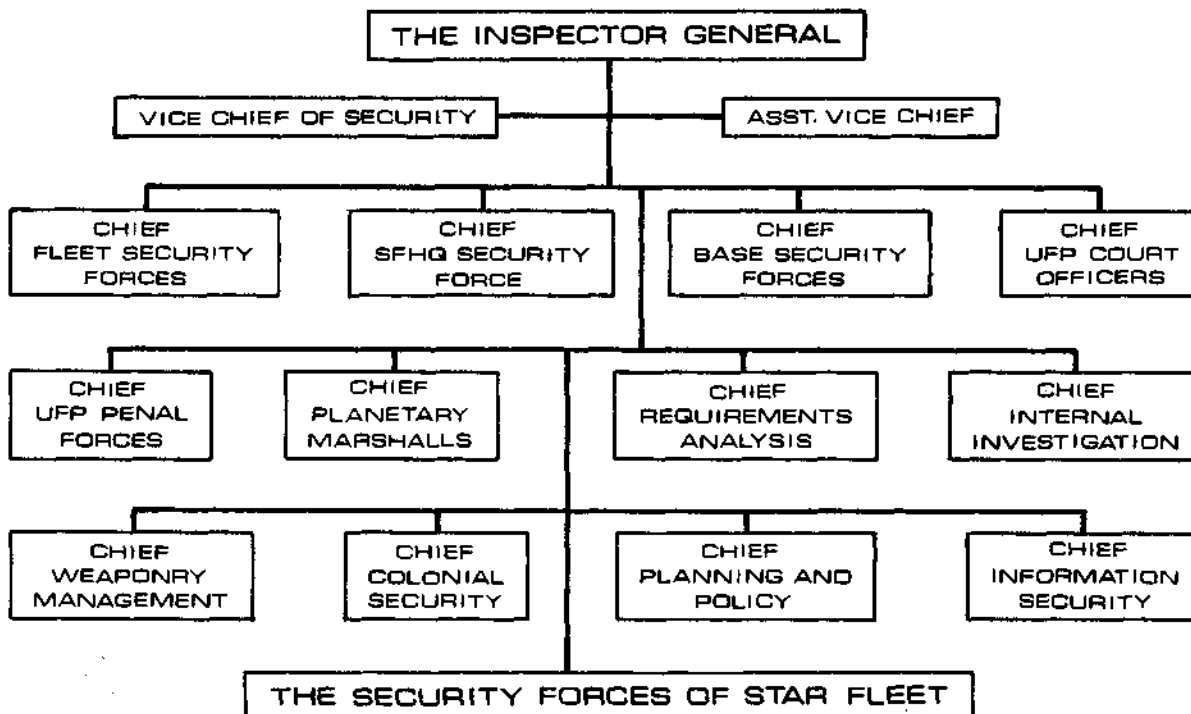 THE INSPECTOR GENERAL
VICE CHIEF OF SECURITY
ASST. VICE CHIEF
CHIEF
FLEET SECURITY
FORCES
CHIEF
SFHQ SECURITY
FORCE
CHIEF
BASE SECURITY
FORCES
CHIEF
UFP COURT
OFFICERS
CHIEF
UFP PENAL
FORCES
CHIEF
PLANETARY
MARSHALLS
CHIEF
REQUIREMENTS
ANALYSIS
CHIEF
INTERNAL
INVESTIGATION
CHIEF
WEAPONRY
MANAGEMENT
CHIEF
COLONIAL
SECURITY
CHIEF
PLANNING AND
POLICY
CHIEF
INFORMATION
SECURITY
THE SECURITY FORCES OF STAR FLEET